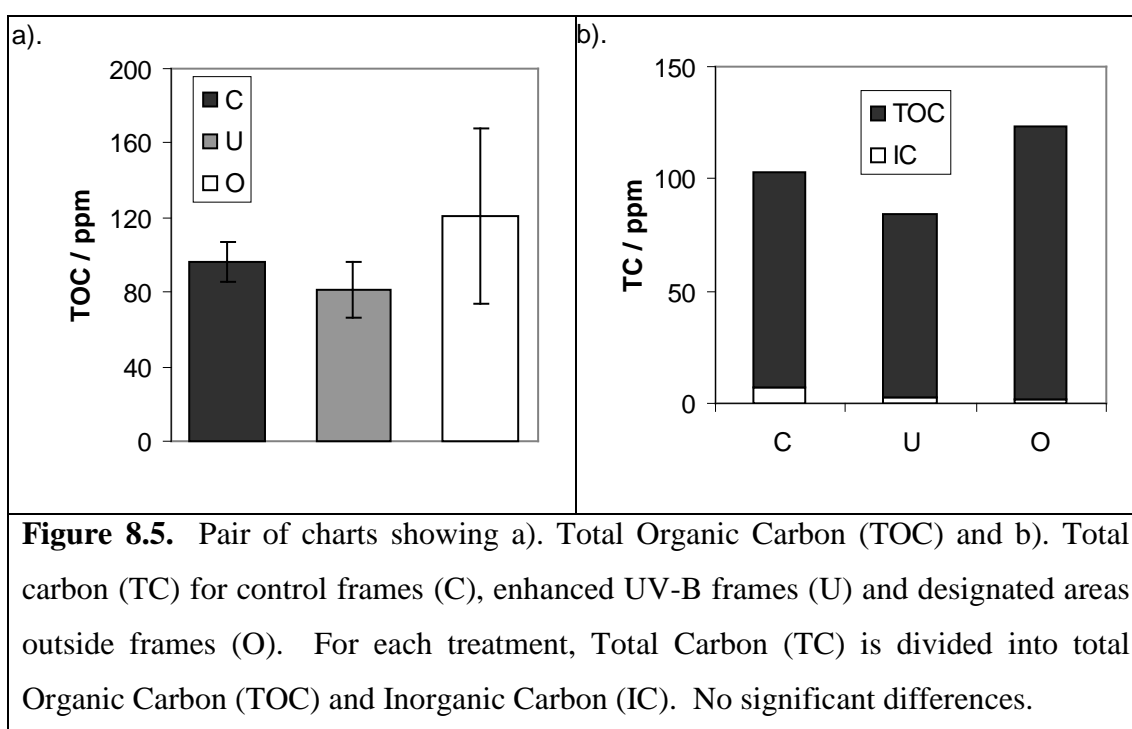 a).
200
160
120
80
40
0
TOC / ppm
C
U
O
b).
150
100
50
0
TC / ppm
TOC
IC
C U O
Figure 8.5. Pair of charts showing a). Total Organic Carbon (TOC) and b). Total
carbon (TC) for control frames (C), enhanced UV-B frames (U) and designated areas
outside frames (O). For each treatment, Total Carbon (TC) is divided into total
Organic Carbon (TOC) and Inorganic Carbon (IC). No significant differences.